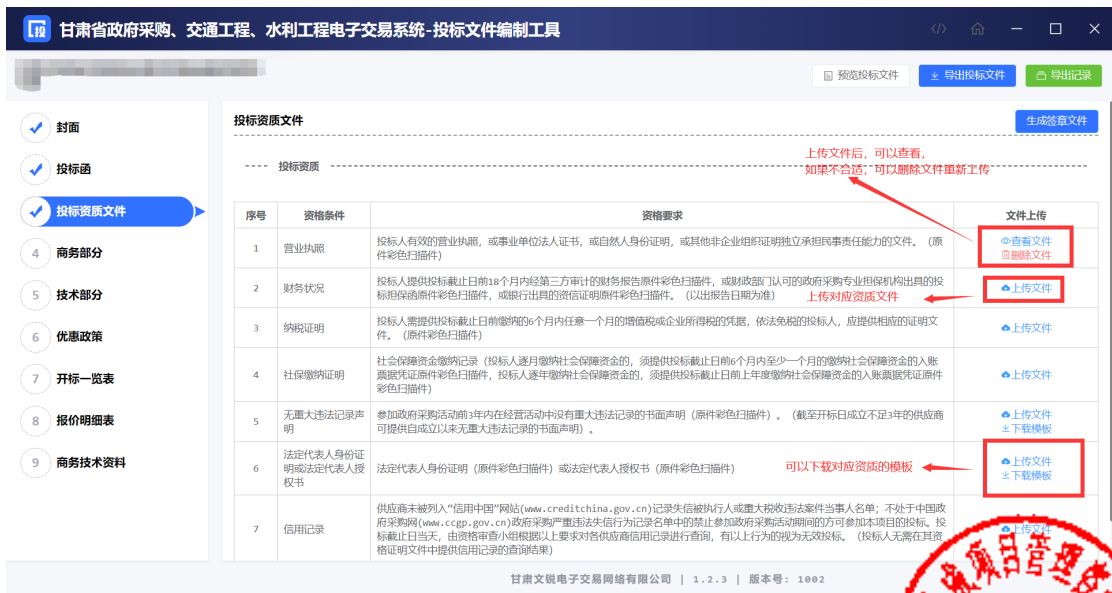 投 甘肃省政府采购、交通工程、水利工程电子交易系统-投标文件编制工具
预览投标文件 导出投标文件 导出记录
封面
投标函
投标资质文件
4 商务部分
5 技术部分
6 优惠政策
7 开标一览表
8 报价明细表
9 商务技术资料
投标资质文件
生成签章文件
投标资质
上传文件后，可以查看，
如果不合适，可以删除文件重新上传
序号 资格条件 资格要求 文件上传
1 营业执照 投标人有效的营业执照，或事业单位法人证书，或自然人身份证明，或其他非企业组织证明独立承担民事责任能力的文件。（原
件彩色扫描件）
查看文件
删除文件
2 财务状况 投标人提供投标截止日前18个月内经第三方审计的财务报告原件彩色扫描件，或财政部门认可的政府采购专业担保机构出具的投
标担保函原件彩色扫描件，或银行出具的资信证明原件彩色扫描件。（以出报告日期为准）
上传对应资质文件
上传文件
3 纳税证明 投标人需提供投标截止日前缴纳的6个月内任意一个月的增值税或企业所得税的凭据，依法免税的投标人，应提供相应的证明文
件。（原件彩色扫描件）
上传文件
4 社保缴纳证明 社会保障资金缴纳记录（投标人逐月缴纳社会保障资金的，须提供投标截止日前6个月内至少一个月的缴纳社会保障资金的入账
票据凭证原件彩色扫描件，投标人逐年缴纳社会保障资金的，须提供投标截止日前上年度缴纳社会保障资金的入账票据凭证原件
彩色扫描件）
上传文件
5 无重大违法记录声
明
参加政府采购活动前3年内在经营活动中没有重大违法记录的书面声明（原件彩色扫描件）。（截至开标日成立不足3年的供应商
可提供自成立以来无重大违法记录的书面声明）。
上传文件
下载模板
6 法定代表人身份证
明或法定代表人授
权书
法定代表人身份证明（原件彩色扫描件）或法定代表人授权书（原件彩色扫描件）
可以下载对应资质的模板
上传文件
下载模板
7 信用记录 供应商未被列入“信用中国”网站(www.creditchina.gov.cn)记录失信被执行人或重大税收违法案件当事人名单；不处于中国政
府采购网(www.ccgp.gov.cn)政府采购严重违法失信行为记录名单中的禁止参加政府采购活动期间的方可参加本项目的投标。投
标截止日当天，由资格审查小组根据以上要求对各供应商信用记录进行查询，有以上行为的视为无效投标。（投标人无需在其资
格证明文件中提供信用记录的查询结果）
上传文件
项目管理
甘肃文锐电子交易网络有限公司 | 1.2.3 | 版本号: 1002